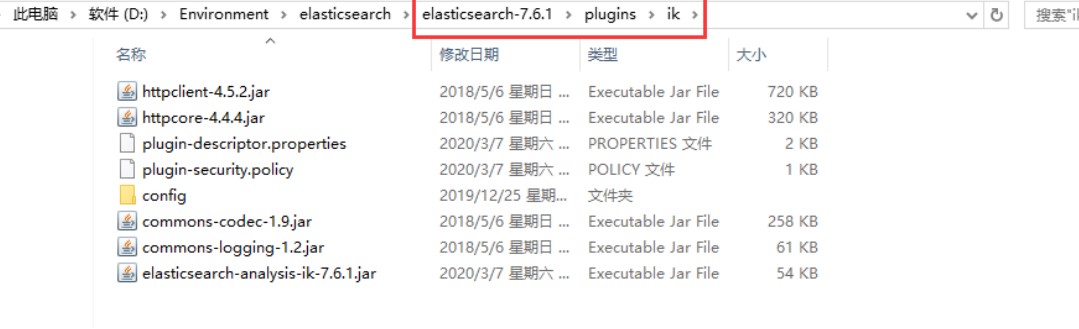 此电脑 › 软件 (D:) › Environment › elasticsearch › elasticsearch-7.6.1 › plugins › ik › 搜索"ik
名称 修改日期 类型 大小
httpclient-4.5.2.jar 2018/5/6 星期日 ... Executable Jar File 720 KB
httpcore-4.4.4.jar 2018/5/6 星期日 ... Executable Jar File 320 KB
plugin-descriptor.properties 2020/3/7 星期六 ... PROPERTIES 文件 2 KB
plugin-security.policy 2020/3/7 星期六 ... POLICY 文件 1 KB
config 2019/12/25 星期... 文件夹
commons-codec-1.9.jar 2018/5/6 星期日 ... Executable Jar File 258 KB
commons-logging-1.2.jar 2018/5/6 星期日 ... Executable Jar File 61 KB
elasticsearch-analysis-ik-7.6.1.jar 2020/3/7 星期六 ... Executable Jar File 54 KB